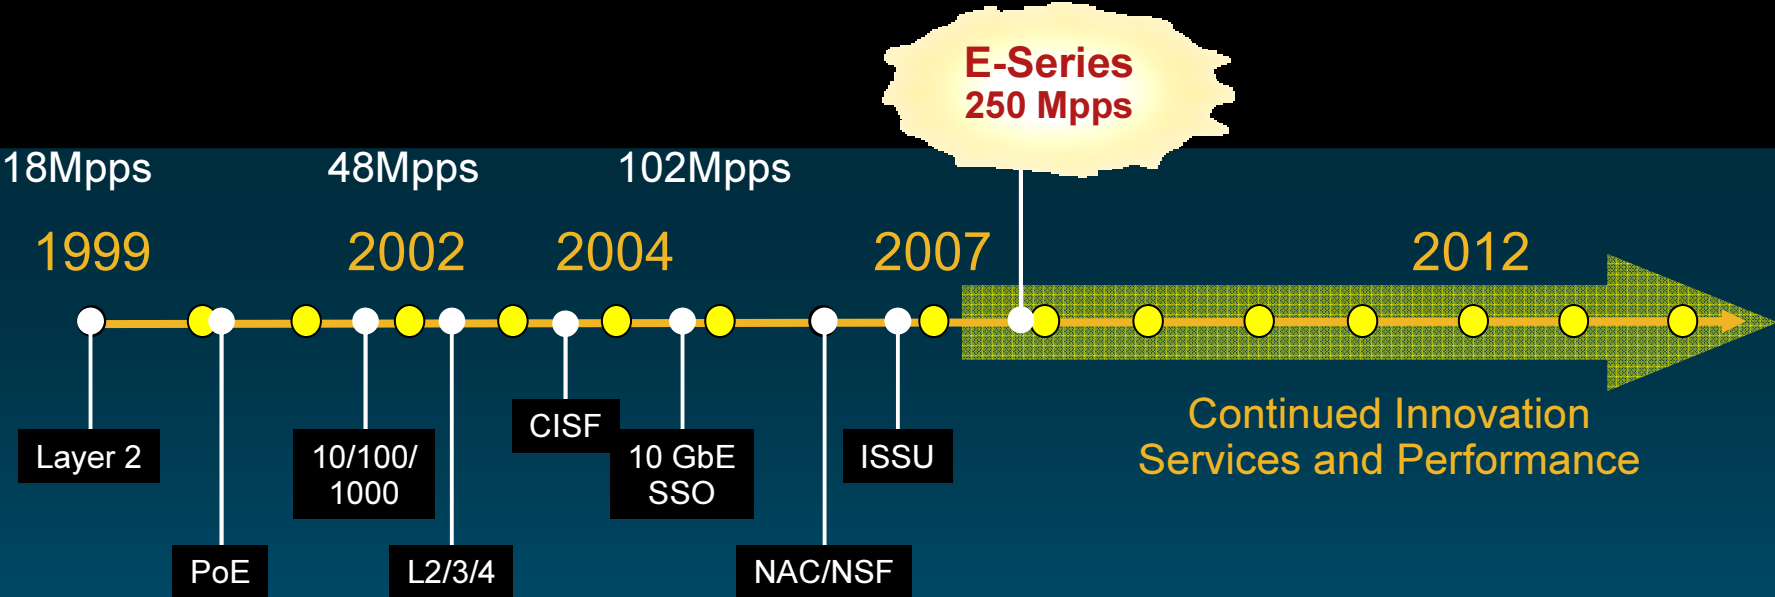 E-Series
250 Mpps
18Mpps
48Mpps
102Mpps
1999
2002
2004
2007
2012
Layer 2
PoE
10/100/
1000
L2/3/4
CISF
10 GbE
SSO
NAC/NSF
ISSU
Continued Innovation
Services and Performance